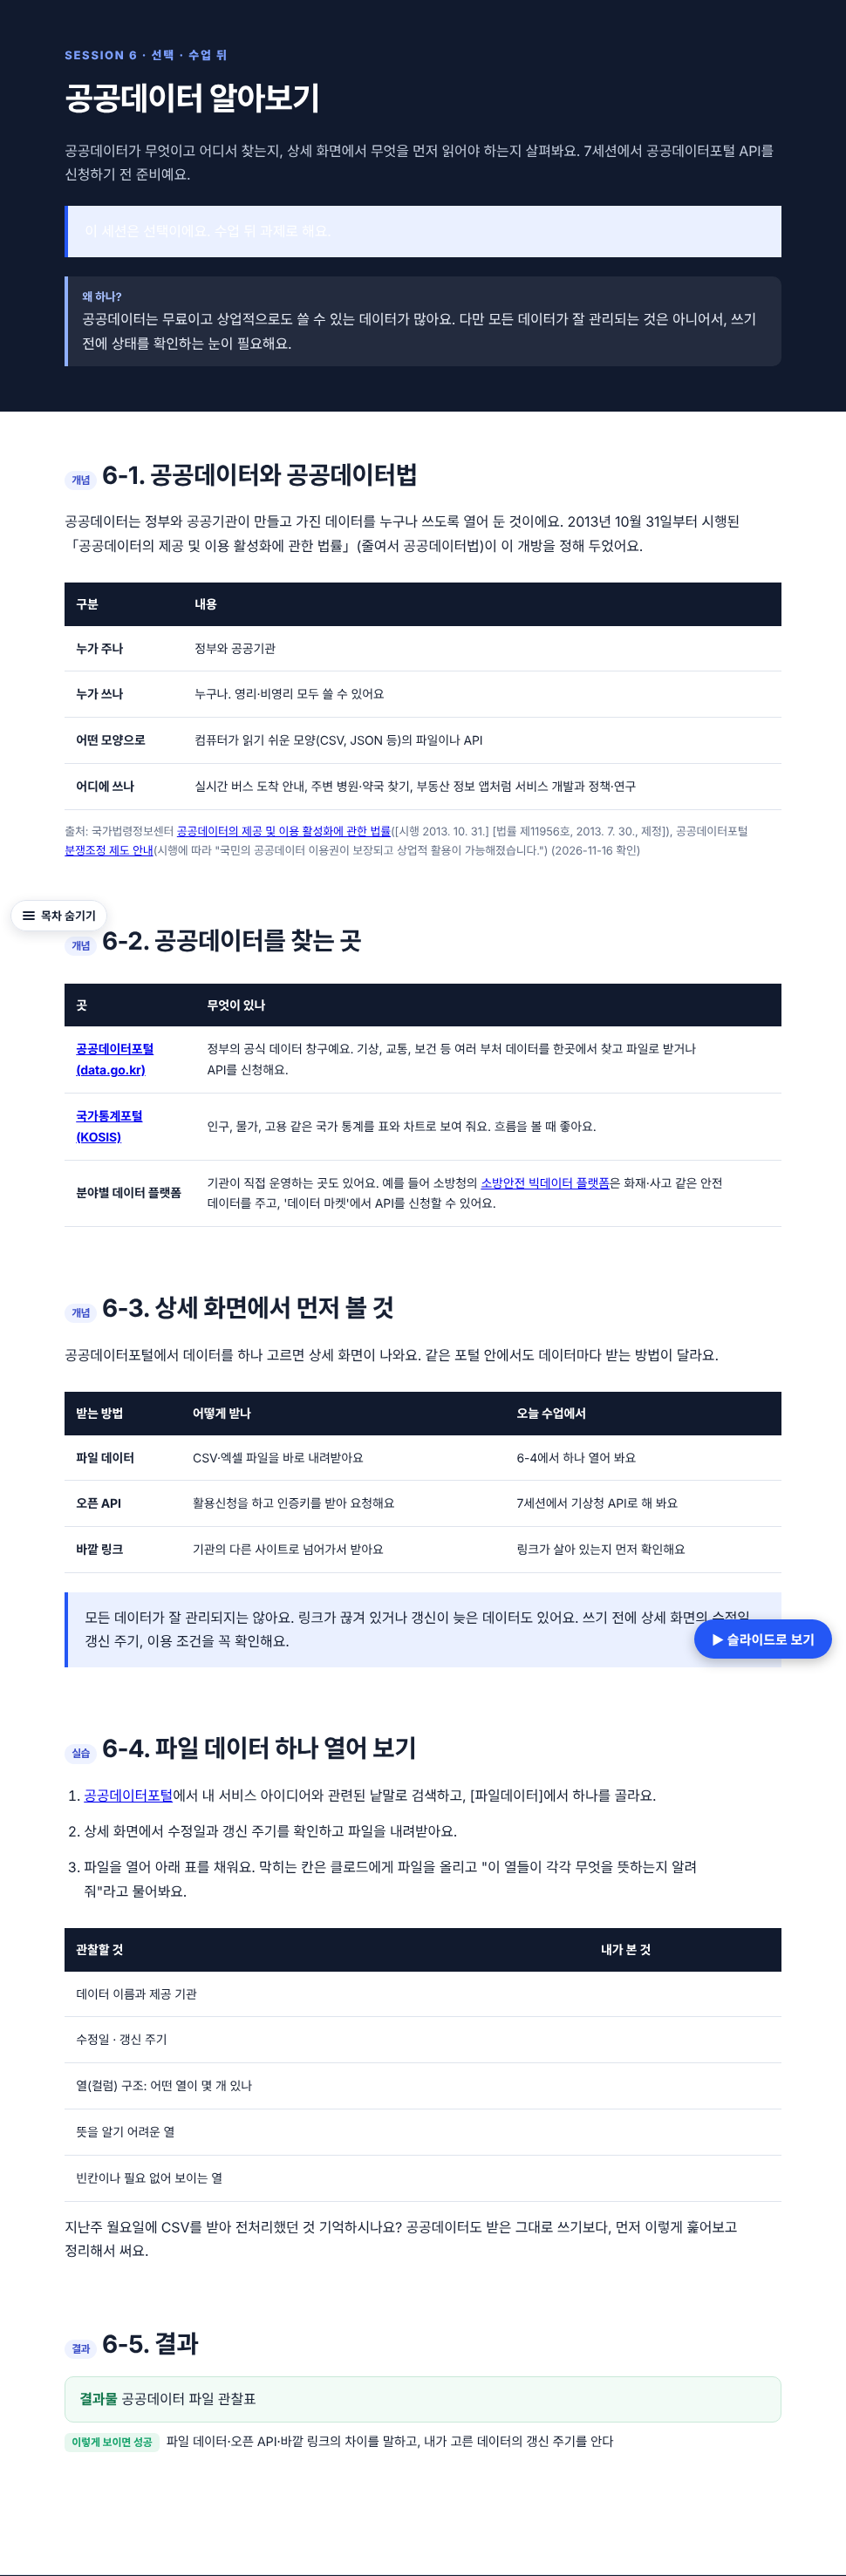 SESSION 6 · 선택 · 수업 뒤
공공데이터 알아보기
공공데이터가 무엇이고 어디서 찾는지, 상세 화면에서 무엇을 먼저 읽어야 하는지 살펴봐요. 7세션에서 공공데이터포털 API를
신청하기 전 준비예요.
이 세션은 선택이에요. 수업 뒤 과제로 해요.
왜 하나?
공공데이터는 무료이고 상업적으로도 쓸 수 있는 데이터가 많아요. 다만 모든 데이터가 잘 관리되는 것은 아니어서, 쓰기
전에 상태를 확인하는 눈이 필요해요.
개념 6-1. 공공데이터와 공공데이터법
공공데이터는 정부와 공공기관이 만들고 가진 데이터를 누구나 쓰도록 열어 둔 것이에요. 2013년 10월 31일부터 시행된
「공공데이터의 제공 및 이용 활성화에 관한 법률」(줄여서 공공데이터법)이 이 개방을 정해 두었어요.
구분 내용
누가 주나 정부와 공공기관
누가 쓰나 누구나. 영리·비영리 모두 쓸 수 있어요
어떤 모양으로 컴퓨터가 읽기 쉬운 모양(CSV, JSON 등)의 파일이나 API
어디에 쓰나 실시간 버스 도착 안내, 주변 병원·약국 찾기, 부동산 정보 앱처럼 서비스 개발과 정책·연구
출처: 국가법령정보센터 공공데이터의 제공 및 이용 활성화에 관한 법률([시행 2013. 10. 31.] [법률 제11956호, 2013. 7. 30., 제정]), 공공데이터포털
분쟁조정 제도 안내(시행에 따라 "국민의 공공데이터 이용권이 보장되고 상업적 활용이 가능해졌습니다.") (2026-11-16 확인)
목차 숨기기
개념 6-2. 공공데이터를 찾는 곳
곳 무엇이 있나
공공데이터포털 정부의 공식 데이터 창구예요. 기상, 교통, 보건 등 여러 부처 데이터를 한곳에서 찾고 파일로 받거나
(data.go.kr) API를 신청해요.
국가통계포털
(KOSIS) 인구, 물가, 고용 같은 국가 통계를 표와 차트로 보여 줘요. 흐름을 볼 때 좋아요.
분야별 데이터 플랫폼 기관이 직접 운영하는 곳도 있어요. 예를 들어 소방청의 소방안전 빅데이터 플랫폼은 화재·사고 같은 안전
데이터를 주고, '데이터 마켓'에서 API를 신청할 수 있어요.
개념 6-3. 상세 화면에서 먼저 볼 것
공공데이터포털에서 데이터를 하나 고르면 상세 화면이 나와요. 같은 포털 안에서도 데이터마다 받는 방법이 달라요.
받는 방법 어떻게 받나 오늘 수업에서
파일 데이터 CSV·엑셀 파일을 바로 내려받아요 6-4에서 하나 열어 봐요
오픈 API 활용신청을 하고 인증키를 받아 요청해요 7세션에서 기상청 API로 해 봐요
바깥 링크 기관의 다른 사이트로 넘어가서 받아요 링크가 살아 있는지 먼저 확인해요
모든 데이터가 잘 관리되지는 않아요. 링크가 끊겨 있거나 갱신이 늦은 데이터도 있어요. 쓰기 전에 상세 화면의 수정일,
갱신 주기, 이용 조건을 꼭 확인해요.
▶ 슬라이드로 보기
실습 6-4. 파일 데이터 하나 열어 보기
1. 공공데이터포털에서 내 서비스 아이디어와 관련된 낱말로 검색하고, [파일데이터]에서 하나를 골라요.
2. 상세 화면에서 수정일과 갱신 주기를 확인하고 파일을 내려받아요.
3. 파일을 열어 아래 표를 채워요. 막히는 칸은 클로드에게 파일을 올리고 "이 열들이 각각 무엇을 뜻하는지 알려
줘"라고 물어봐요.
관찰할 것 내가 본 것
데이터 이름과 제공 기관
수정일 · 갱신 주기
열(컬럼) 구조: 어떤 열이 몇 개 있나
뜻을 알기 어려운 열
빈칸이나 필요 없어 보이는 열
지난주 월요일에 CSV를 받아 전처리했던 것 기억하시나요? 공공데이터도 받은 그대로 쓰기보다, 먼저 이렇게 훑어보고
정리해서 써요.
결과 6-5. 결과
결과물 공공데이터 파일 관찰표
이렇게 보이면 성공 파일 데이터·오픈 API·바깥 링크의 차이를 말하고, 내가 고른 데이터의 갱신 주기를 안다